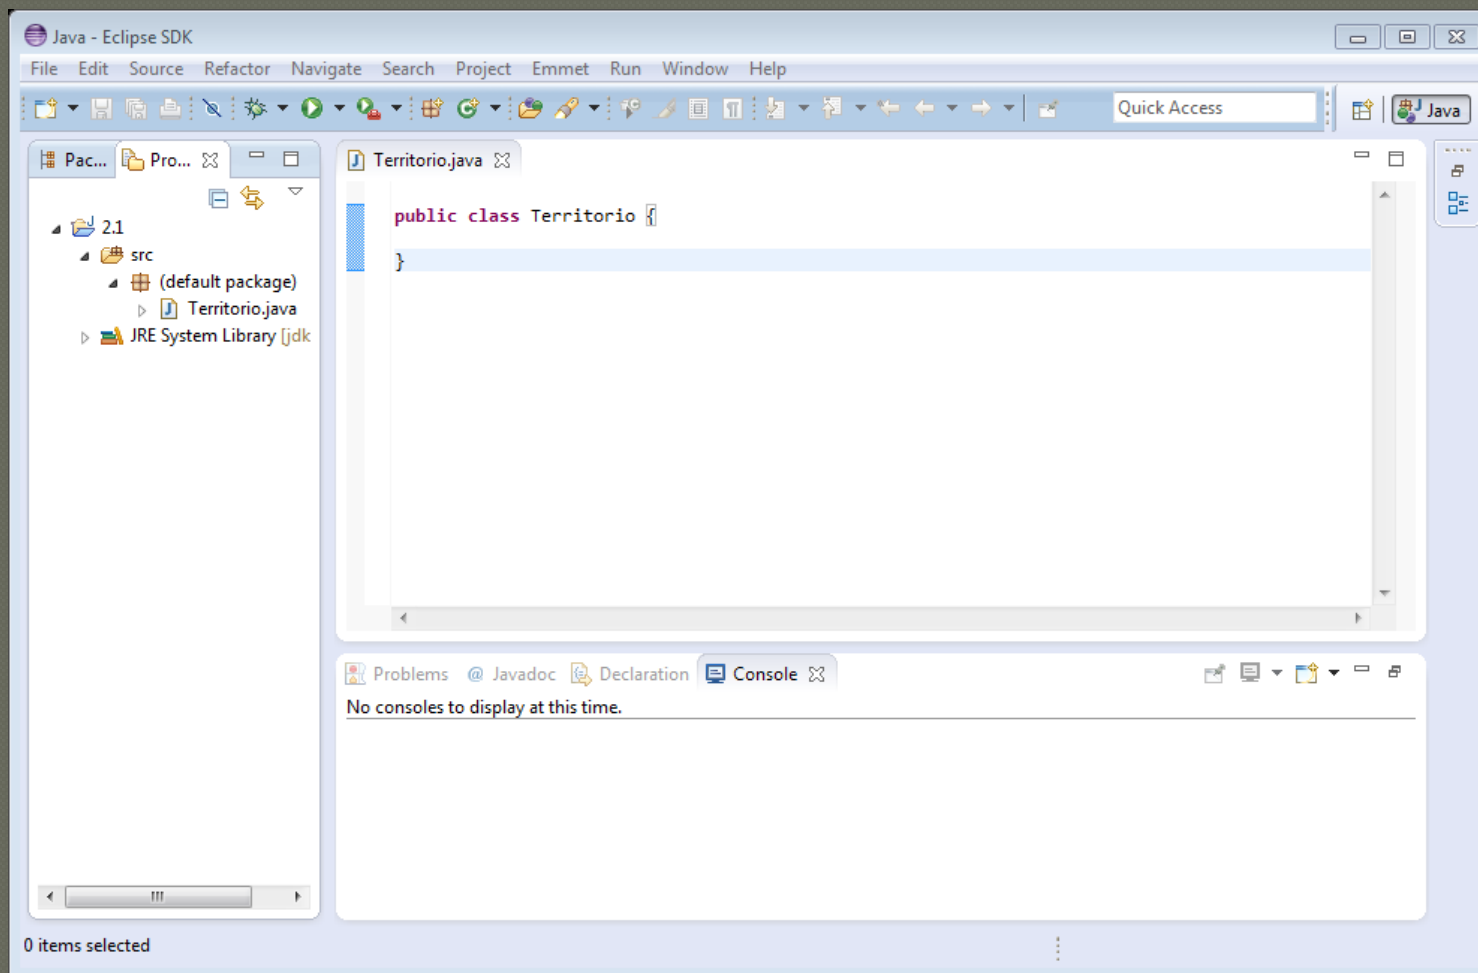 Java - Eclipse SDK
File Edit Source Refactor Navigate Search Project Emmet Run Window Help
Quick Access
Java
Pac... Pro...
Territorio.java
2.1
src
(default package)
Territorio.java
JRE System Library [jdk
public class Territorio {
}
Problems @ Javadoc Declaration Console
No consoles to display at this time.
0 items selected